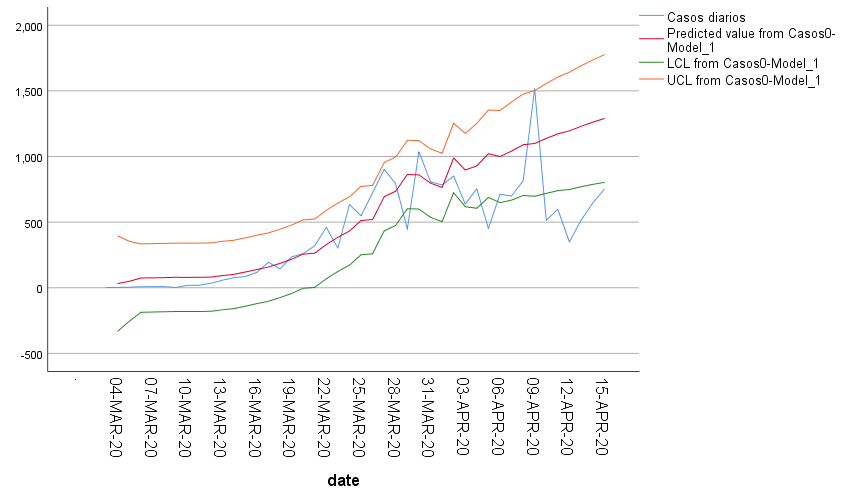 2,000
1,500
1,000
500
0
-500
Casos diarios
Predicted value from Casos0-
Model_1
LCL from Casos0-Model_1
UCL from Casos0-Model_1
.
04-MAR-20
07-MAR-20
10-MAR-20
13-MAR-20
16-MAR-20
19-MAR-20
22-MAR-20
25-MAR-20
28-MAR-20
31-MAR-20
03-APR-20
06-APR-20
09-APR-20
12-APR-20
15-APR-20
date